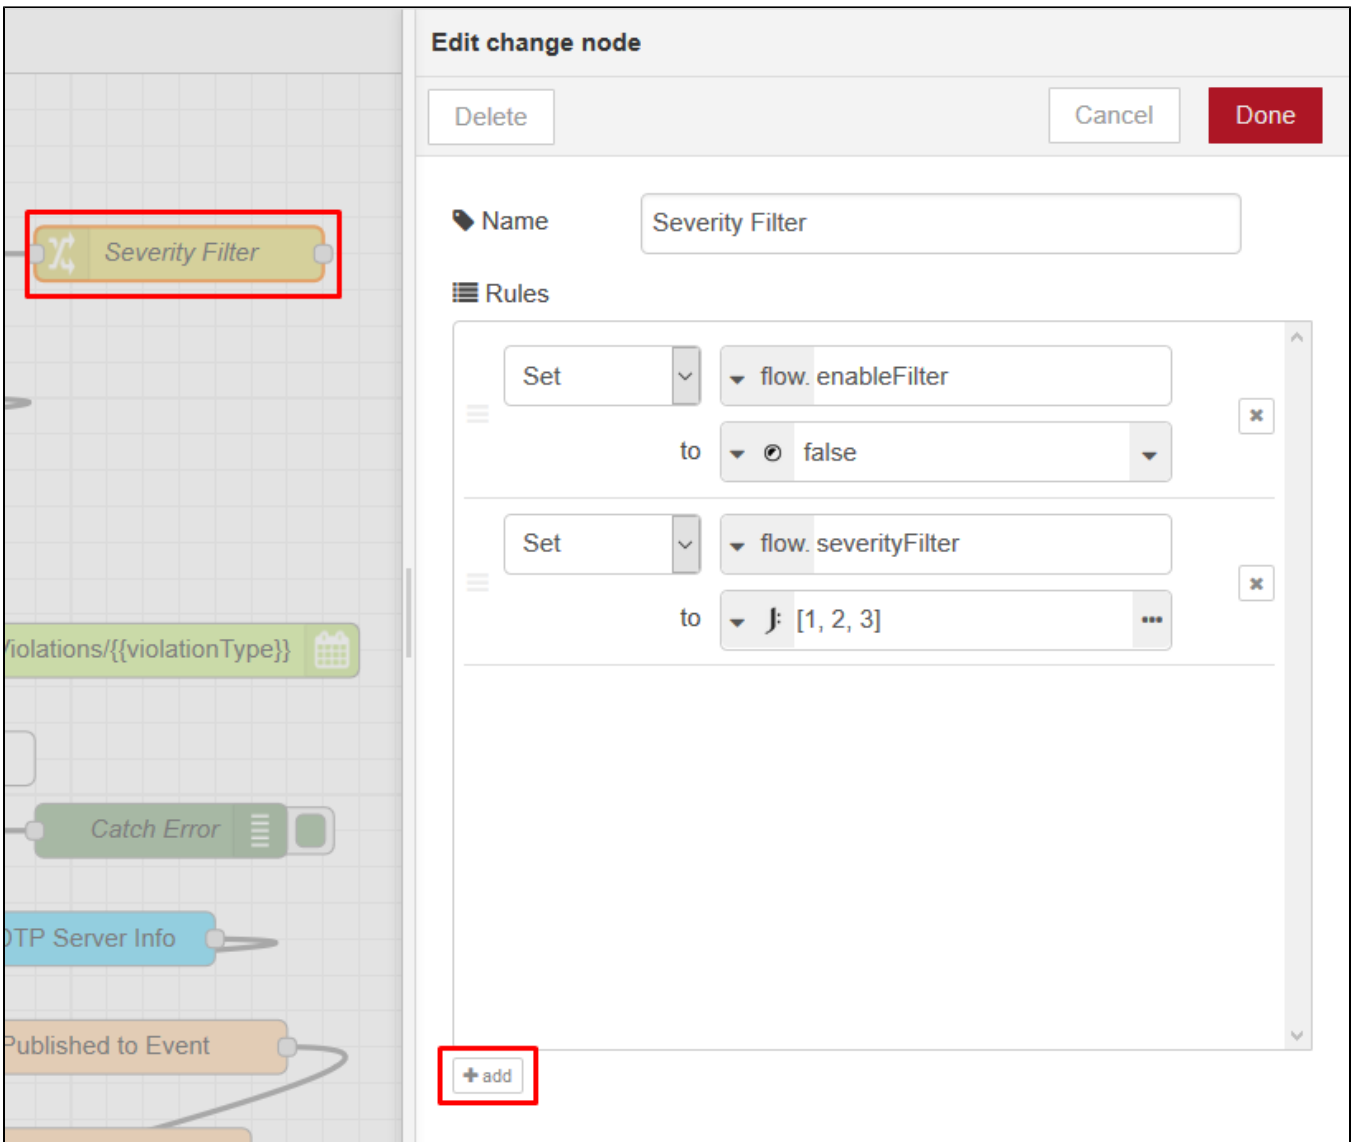 Edit change node
Delete
Cancel
Done
Name
Severity Filter
Rules
Set
flow. enableFilter
to
false
Set
flow. severityFilter
to
J: [1, 2, 3]
add
Severity Filter
/iolations/{{violationType}}
Catch Error
DTP Server Info
Published to Event